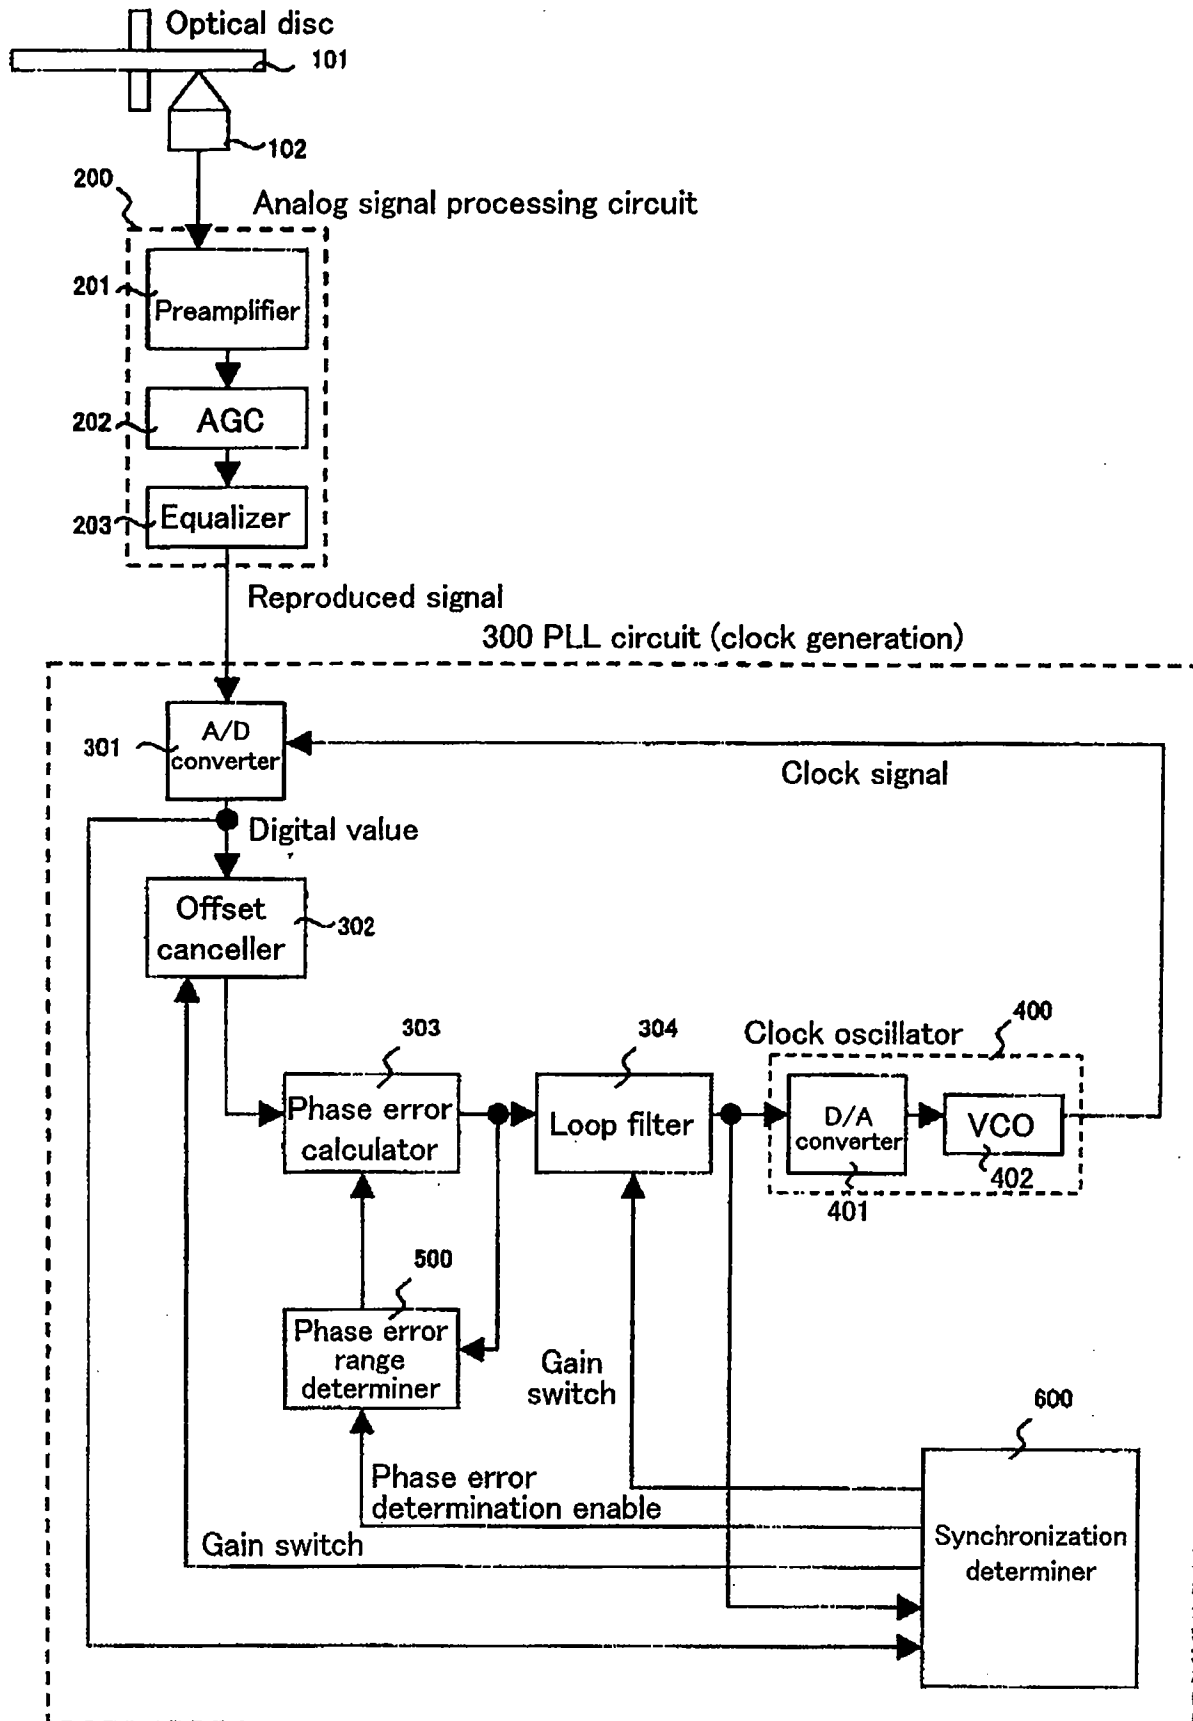 Optical disc
101
102
200
Analog signal processing circuit
201
Preamplifier
202
AGC
203
Equalizer
Reproduced signal
300 PLL circuit (clock generation)
A/D
converter
301
Clock signal
Digital value
Offset
canceller
302
303
304
Clock oscillator
400
Phase error
calculator
Loop filter
D/A
converter
VCO
401
402
500
Phase error
range
determiner
Gain
switch
600
Phase error
determination enable
Gain switch
Synchronization
determiner